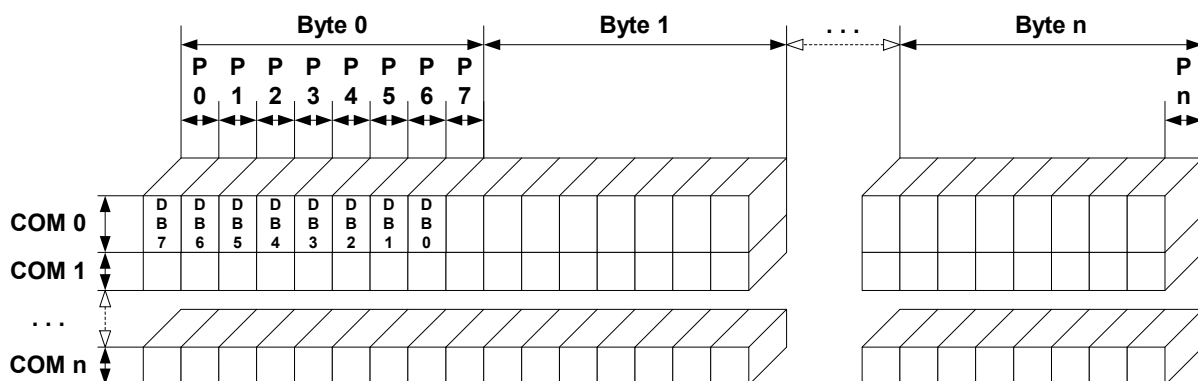 Byte 0 Byte 1 . . . Byte n
P P P P P P P P P
0 1 2 3 4 5 6 7 n
COM 0 D D D D D D D D
B B B B B B B B
7 6 5 4 3 2 1 0
COM 1
. . .
COM n